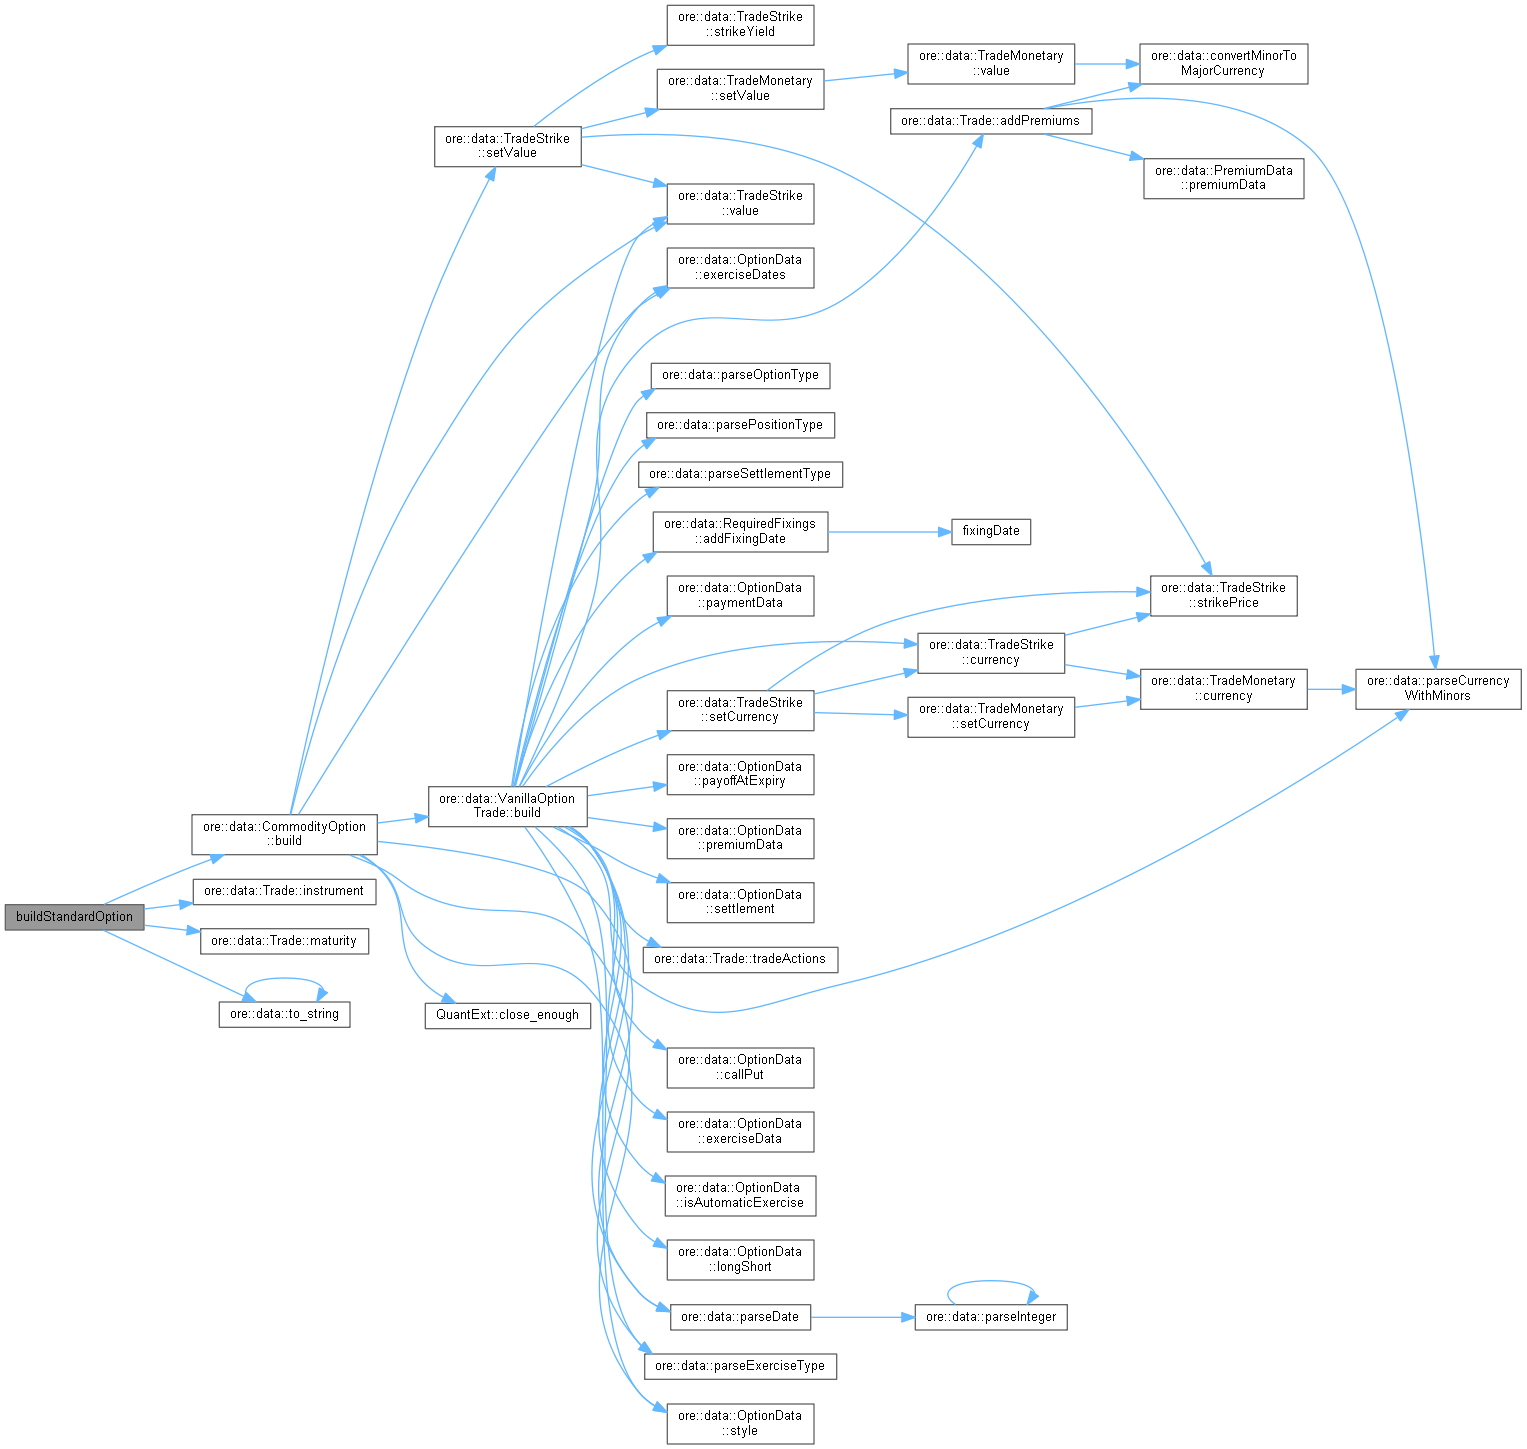 buildStandardOption
ore::data::CommodityOption
::build
ore::data::Trade::instrument
ore::data::Trade::maturity
ore::data::to_string
ore::data::TradeStrike
::setValue
ore::data::VanillaOption
Trade::build
QuantExt::close_enough
ore::data::TradeStrike
::strikeYield
ore::data::TradeMonetary
::setValue
ore::data::TradeStrike
::value
ore::data::OptionData
::exerciseDates
ore::data::parseOptionType
ore::data::parsePositionType
ore::data::parseSettlementType
ore::data::RequiredFixings
::addFixingDate
ore::data::OptionData
::paymentData
ore::data::TradeStrike
::setCurrency
ore::data::OptionData
::payoffAtExpiry
ore::data::OptionData
::premiumData
ore::data::OptionData
::settlement
ore::data::Trade::tradeActions
ore::data::OptionData
::callPut
ore::data::OptionData
::exerciseData
ore::data::OptionData
::isAutomaticExercise
ore::data::OptionData
::longShort
ore::data::parseDate
ore::data::parseExerciseType
ore::data::OptionData
::style
ore::data::TradeMonetary
::value
ore::data::Trade::addPremiums
fixingDate
ore::data::TradeStrike
::currency
ore::data::TradeMonetary
::setCurrency
ore::data::parseInteger
ore::data::convertMinorTo
MajorCurrency
ore::data::PremiumData
::premiumData
ore::data::TradeStrike
::strikePrice
ore::data::TradeMonetary
::currency
ore::data::parseCurrency
WithMinors